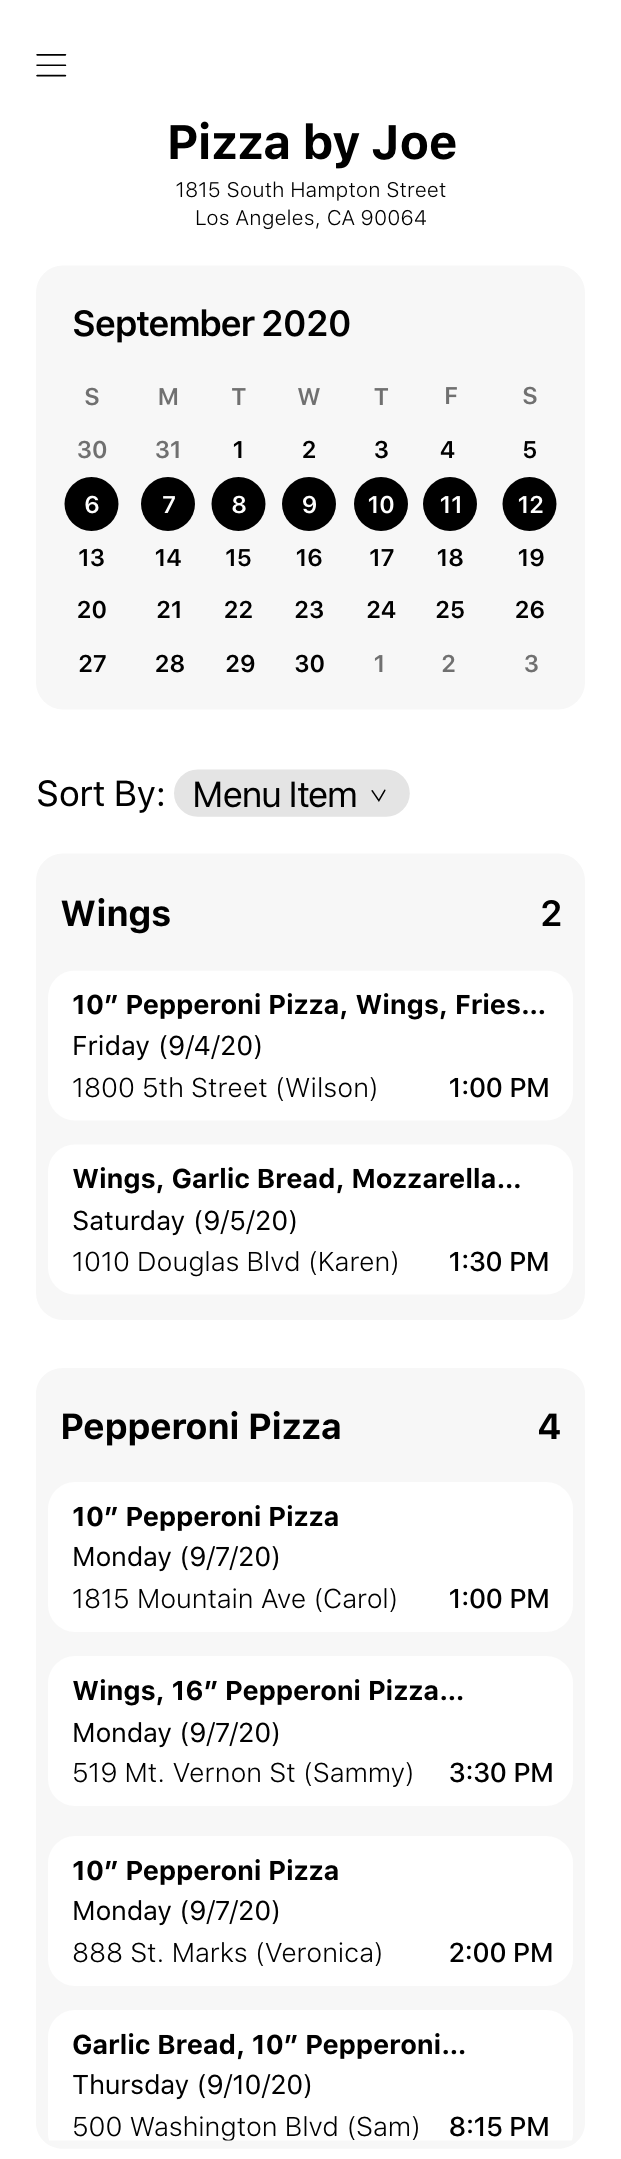 Pizza by Joe
1815 South Hampton Street
Los Angeles, CA 90064
September 2020
S M T W T F S
30 31 1 2 3 4 5
6 7 8 9 10 11 12
13 14 15 16 17 18 19
20 21 22 23 24 25 26
27 28 29 30 1 2 3
Sort By: Menu Item
Wings 2
10” Pepperoni Pizza, Wings, Fries...
Friday (9/4/20)
1800 5th Street (Wilson) 1:00 PM
Wings, Garlic Bread, Mozzarella...
Saturday (9/5/20)
1010 Douglas Blvd (Karen) 1:30 PM
Pepperoni Pizza 4
10” Pepperoni Pizza
Monday (9/7/20)
1815 Mountain Ave (Carol) 1:00 PM
Wings, 16” Pepperoni Pizza...
Monday (9/7/20)
519 Mt. Vernon St (Sammy) 3:30 PM
10” Pepperoni Pizza
Monday (9/7/20)
888 St. Marks (Veronica) 2:00 PM
Garlic Bread, 10” Pepperoni...
Thursday (9/10/20)
500 Washington Blvd (Sam) 8:15 PM